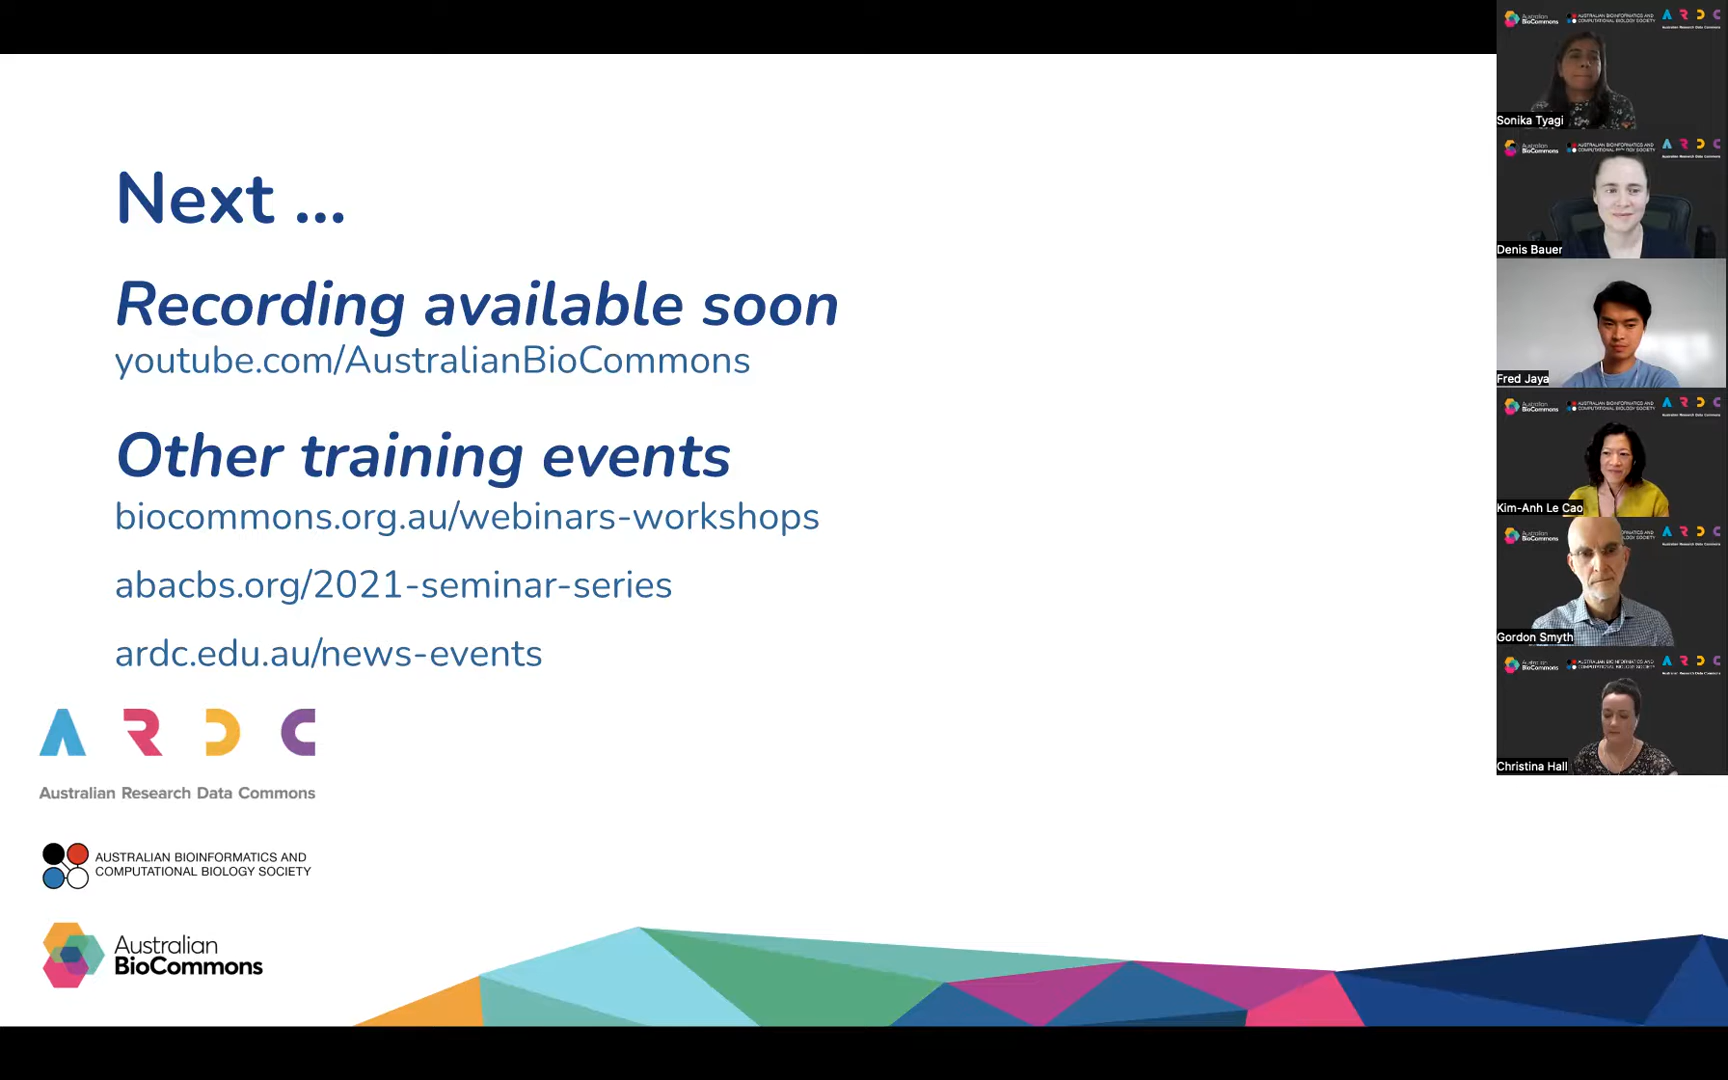 Next ...
Recording available soon
youtube.com/AustralianBioCommons
Other training events
biocommons.org.au/webinars-workshops
abacbs.org/2021-seminar-series
ardc.edu.au/news-events
A R D C
Australian Research Data Commons
AUSTRALIAN BIOINFORMATICS AND
COMPUTATIONAL BIOLOGY SOCIETY
Australian
BioCommons
Sonika Tyagi
Denis Bauer
Fred Jaya
Kim-Anh Le Cao
Gordon Smyth
Christina Hall